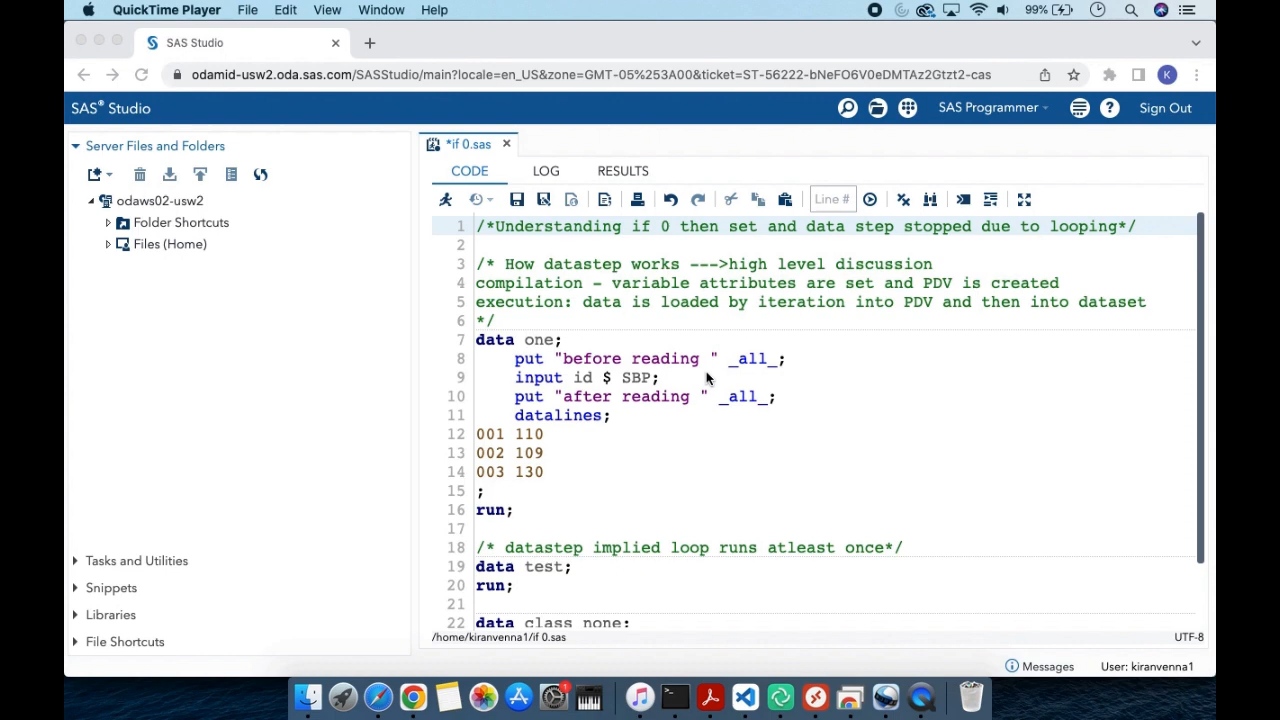 QuickTime Player File Edit View Window Help 99%
SAS Studio
odamid-usw2.oda.sas.com/SASStudio/main?locale=en_US&zone=GMT-05%253A00&ticket=ST-56222-bNeFO6V0eDMTAz2Gtzt2-cas K
SAS® Studio SAS Programmer Sign Out
Server Files and Folders
*if 0.sas
CODE LOG RESULTS
Line #
odaws02-usw2
Folder Shortcuts
Files (Home)
Tasks and Utilities
Snippets
Libraries
File Shortcuts
1 /*Understanding if 0 then set and data step stopped due to looping*/
2
3 /* How datastep works --->high level discussion
4 compilation - variable attributes are set and PDV is created
5 execution: data is loaded by iteration into PDV and then into dataset
6 */
7 data one;
8 put "before reading " _all_;
9 input id $ SBP;
10 put "after reading " _all_;
11 datalines;
12 001 110
13 002 109
14 003 130
15 ;
16 run;
17
18 /* datastep implied loop runs atleast once*/
19 data test;
20 run;
21
22 data class none;
/home/kiranvenna1/if 0.sas UTF-8
Messages User: kiranvenna1
1